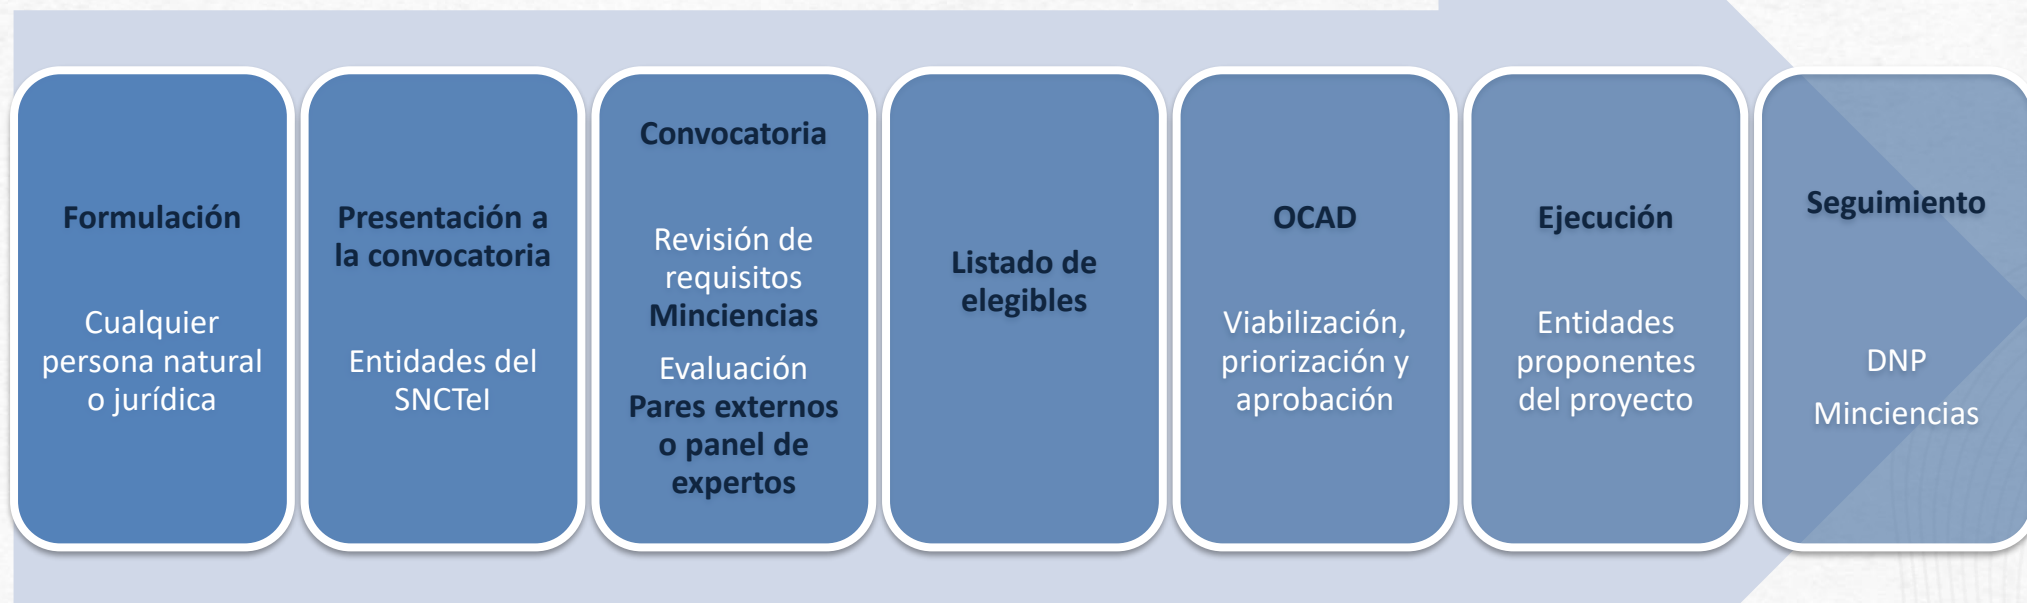 Formulación
Cualquier
persona natural
o jurídica
Presentación a
la convocatoria
Entidades del
SNCTeI
Convocatoria
Revisión de
requisitos
Minciencias
Evaluación
Pares externos
o panel de
expertos
Listado de
elegibles
OCAD
Viabilización,
priorización y
aprobación
Ejecución
Entidades
proponentes
del proyecto
Seguimiento
DNP
Minciencias